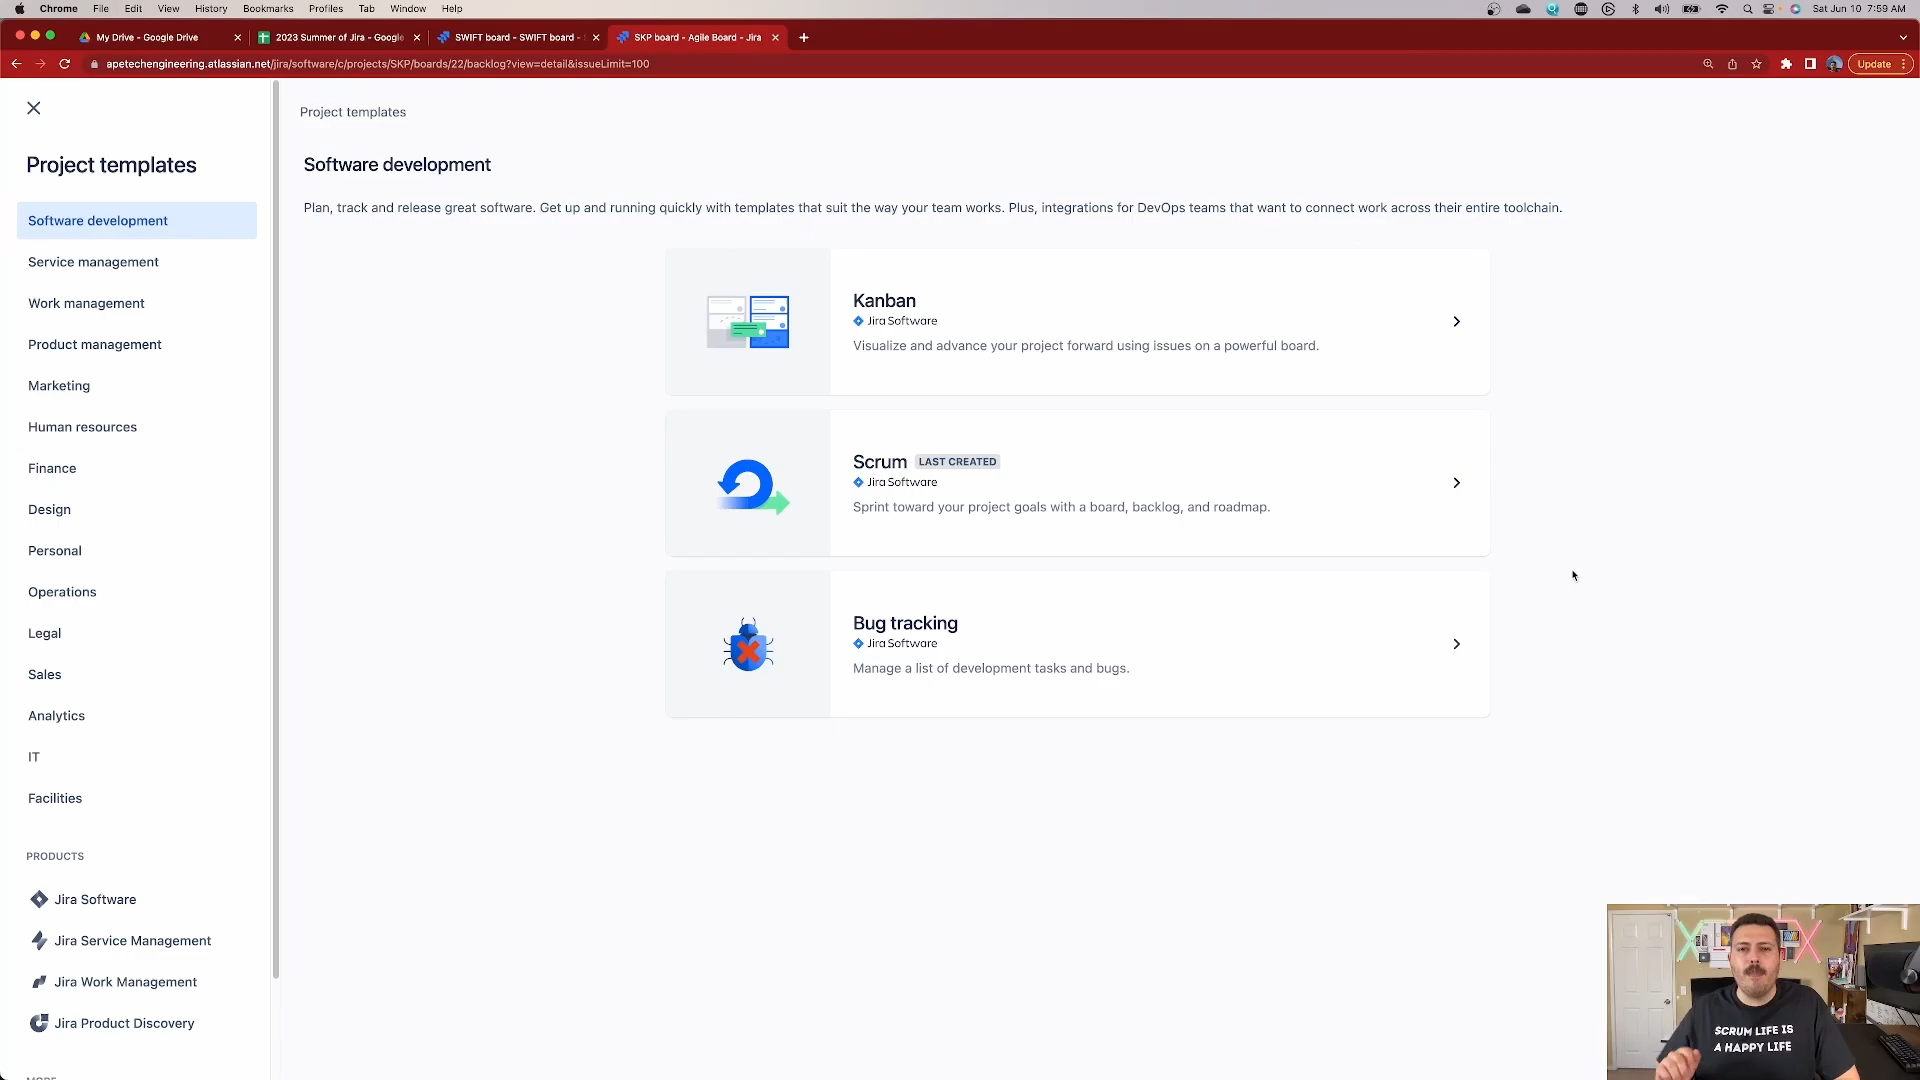 Chrome File Edit View History Bookmarks Profiles Tab Window Help Sat Jun 10 7:59 AM
My Drive - Google Drive 2023 Summer of Jira - Google SWIFT board - SWIFT board - SKP board - Agile Board - Jira
apetechengineering.atlassian.net/jira/software/c/projects/SKP/boards/22/backlog?view=detail&issueLimit=100 Update
Project templates
Software development
Service management
Work management
Product management
Marketing
Human resources
Finance
Design
Personal
Operations
Legal
Sales
Analytics
IT
Facilities
PRODUCTS
Jira Software
Jira Service Management
Jira Work Management
Jira Product Discovery
MORE
Project templates
Software development
Plan, track and release great software. Get up and running quickly with templates that suit the way your team works. Plus, integrations for DevOps teams that want to connect work across their entire toolchain.
Kanban
Jira Software
Visualize and advance your project forward using issues on a powerful board.
Scrum LAST CREATED
Jira Software
Sprint toward your project goals with a board, backlog, and roadmap.
Bug tracking
Jira Software
Manage a list of development tasks and bugs.
SCRUM LIFE IS
A HAPPY LIFE